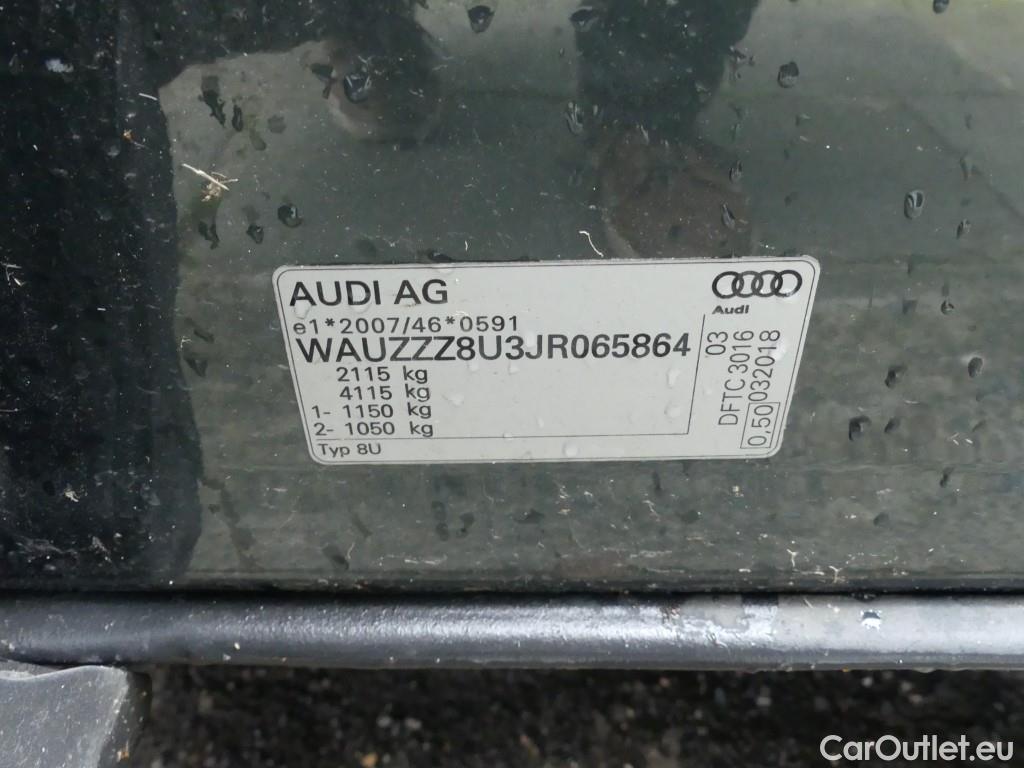 AUDI AG
Audi
e1*2007/46*0591
WAUZZZ8U3JR065864
2115 kg
4115 kg
1- 1150 kg
2- 1050 kg
Typ 8U
DFTC 3016 03
0,50 032018
CarOutlet.eu